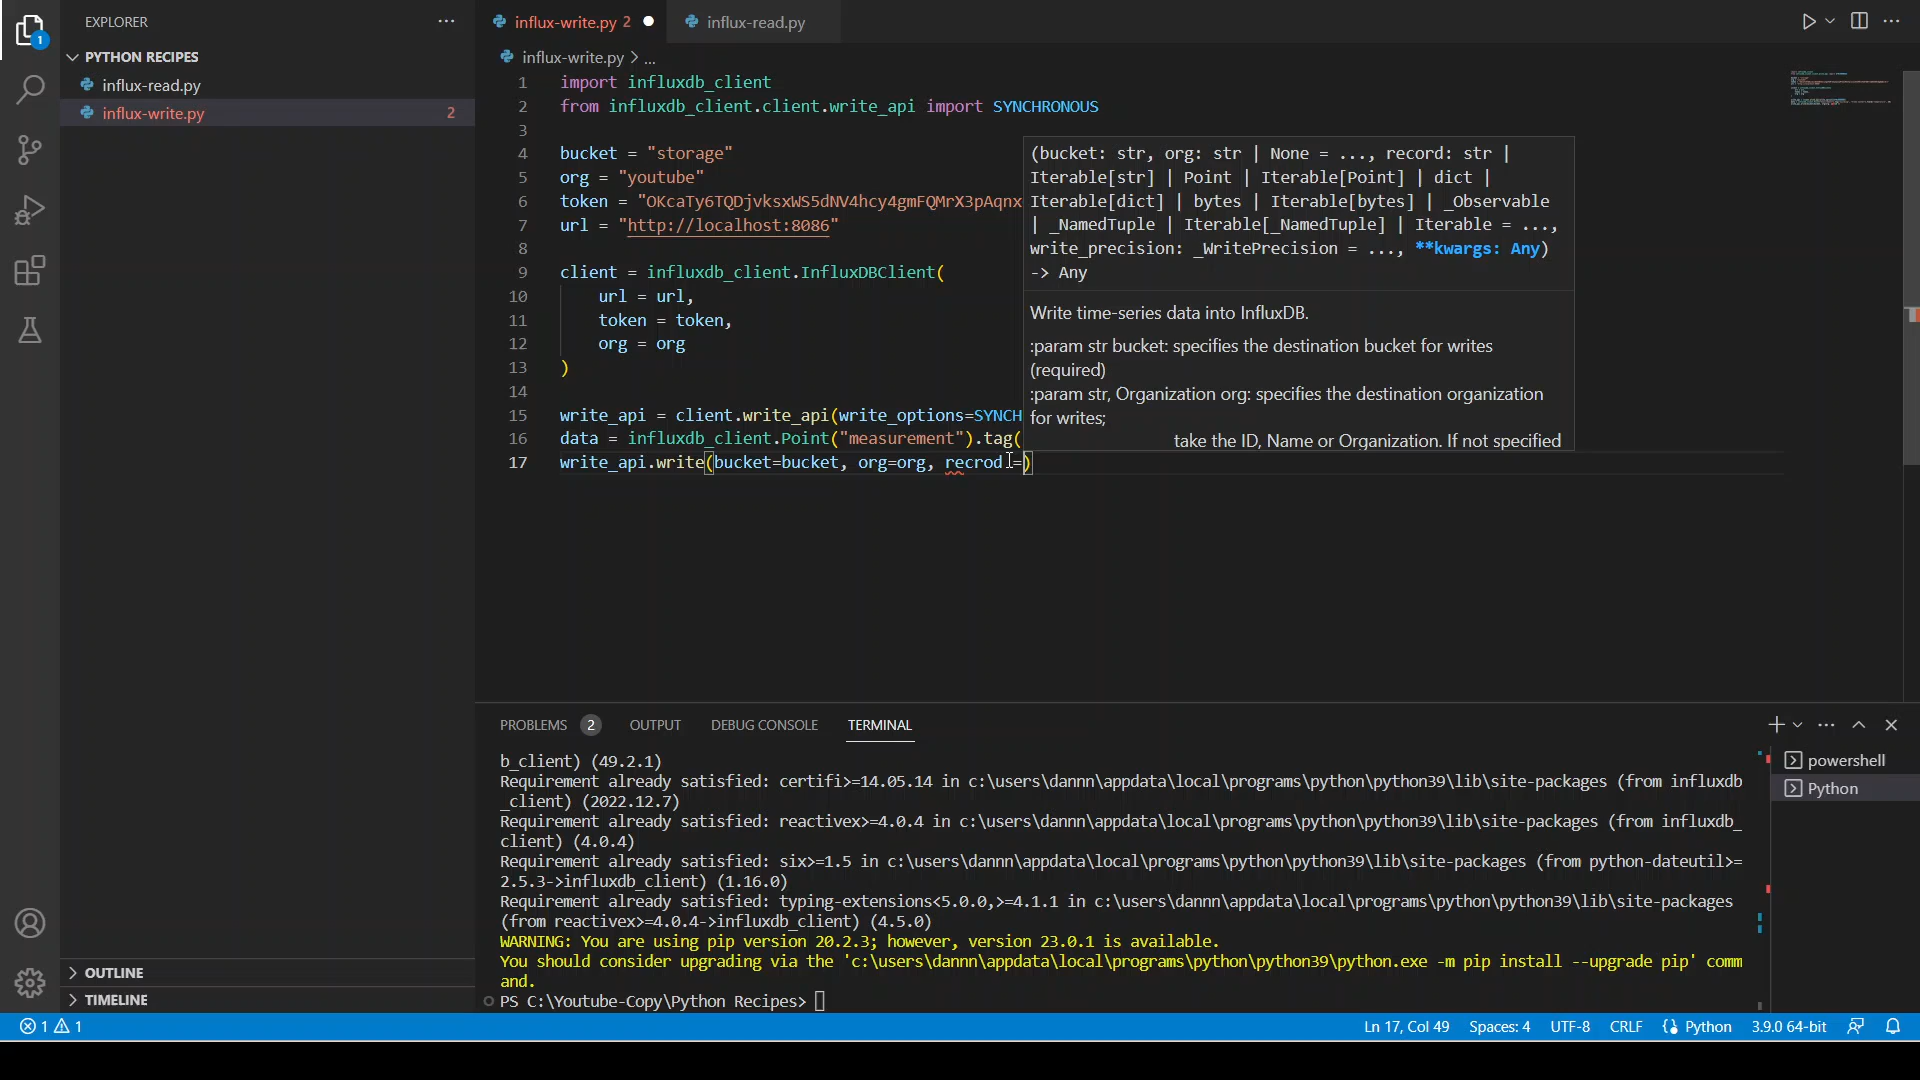 EXPLORER
PYTHON RECIPES
influx-read.py
influx-write.py 2
1
OUTLINE
TIMELINE
influx-write.py 2
influx-read.py
influx-write.py > ...
1 import influxdb_client
2 from influxdb_client.client.write_api import SYNCHRONOUS
3
4 bucket = "storage"
5 org = "youtube"
6 token = "OKcaTy6TQDjvksxWS5dNV4hcy4gmFQMrX3pAqnx
7 url = "http://localhost:8086"
8
9 client = influxdb_client.InfluxDBClient(
10 url = url,
11 token = token,
12 org = org
13 )
14
15 write_api = client.write_api(write_options=SYNCH
16 data = influxdb_client.Point("measurement").tag(
17 write_api.write(bucket=bucket, org=org, recrod =)
(bucket: str, org: str | None = ..., record: str |
Iterable[str] | Point | Iterable[Point] | dict |
Iterable[dict] | bytes | Iterable[bytes] | _Observable
| _NamedTuple | Iterable[_NamedTuple] | Iterable = ...,
write_precision: _WritePrecision = ..., **kwargs: Any)
-> Any
Write time-series data into InfluxDB.
:param str bucket: specifies the destination bucket for writes
(required)
:param str, Organization org: specifies the destination organization
for writes;
take the ID, Name or Organization. If not specified
PROBLEMS 2 OUTPUT DEBUG CONSOLE TERMINAL
b_client) (49.2.1)
Requirement already satisfied: certifi>=14.05.14 in c:\users\dannn\appdata\local\programs\python\python39\lib\site-packages (from influxdb
_client) (2022.12.7)
Requirement already satisfied: reactivex>=4.0.4 in c:\users\dannn\appdata\local\programs\python\python39\lib\site-packages (from influxdb_
client) (4.0.4)
Requirement already satisfied: six>=1.5 in c:\users\dannn\appdata\local\programs\python\python39\lib\site-packages (from python-dateutil>=
2.5.3->influxdb_client) (1.16.0)
Requirement already satisfied: typing-extensions<5.0.0,>=4.1.1 in c:\users\dannn\appdata\local\programs\python\python39\lib\site-packages
(from reactivex>=4.0.4->influxdb_client) (4.5.0)
WARNING: You are using pip version 20.2.3; however, version 23.0.1 is available.
You should consider upgrading via the 'c:\users\dannn\appdata\local\programs\python\python39\python.exe -m pip install --upgrade pip' comm
and.
PS C:\Youtube-Copy\Python Recipes>
powershell
Python
1 1
Ln 17, Col 49 Spaces: 4 UTF-8 CRLF Python 3.9.0 64-bit